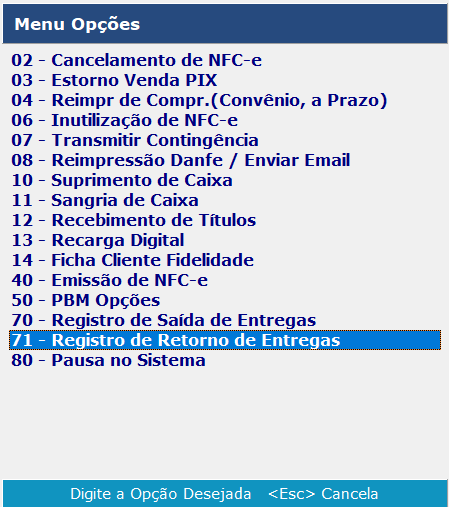 Menu Opções
02 - Cancelamento de NFC-e
03 - Estorno Venda PIX
04 - Reimpr de Compr.(Convênio, a Prazo)
06 - Inutilização de NFC-e
07 - Transmitir Contingência
08 - Reimpressão Danfe / Enviar Email
10 - Suprimento de Caixa
11 - Sangria de Caixa
12 - Recebimento de Títulos
13 - Recarga Digital
14 - Ficha Cliente Fidelidade
40 - Emissão de NFC-e
50 - PBM Opções
70 - Registro de Saída de Entregas
71 - Registro de Retorno de Entregas
80 - Pausa no Sistema
Digite a Opção Desejada <Esc> Cancela